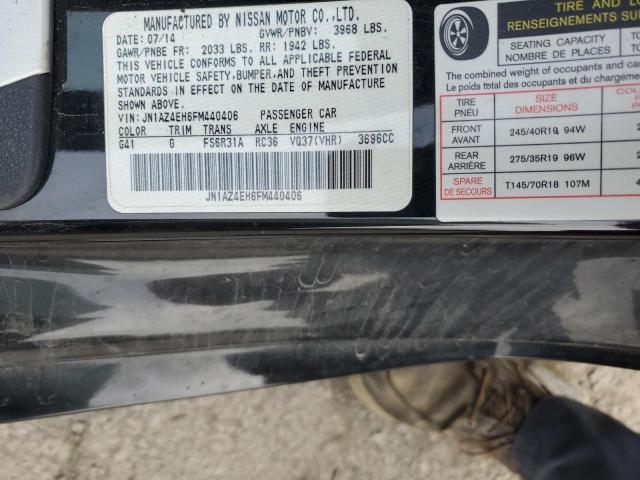 MANUFACTURED BY NISSAN MOTOR CO.,LTD.
DATE: 07/14 GVWR/PNBV: 3968 LBS.
GAWR/PNBE FR: 2033 LBS. RR: 1942 LBS.
THIS VEHICLE CONFORMS TO ALL APPLICABLE FEDERAL
MOTOR VEHICLE SAFETY, BUMPER, AND THEFT PREVENTION
STANDARDS IN EFFECT ON THE DATE OF MANUFACTURE
SHOWN ABOVE.
VIN: JN1AZ4EH6FM440406 PASSENGER CAR
COLOR TRIM TRANS AXLE ENGINE
G41 G FS6R31A RC36 VQ37(VHR) 3696CC
JN1AZ4EH6FM440406
TIRE AND
RENSEIGNEMENTS
SEATING CAPACITY
NOMBRE DE PLACES
The combined weight of occupants and
Le poids total des occupants et du
TIRE
PNEU
SIZE
DIMENSIONS
FRONT
AVANT
245/40R19 94W
REAR
ARRIÈRE
275/35R19 96W
SPARE
DE SECOURS
T145/70R18 107M